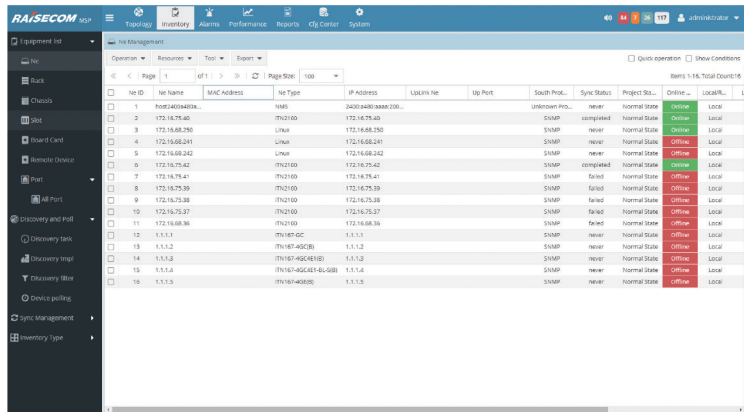 RAISECOM MSP Topology Inventory Alarms Performance Reports Cfg Center System 84 7 26 117 administrator
Equipment list
Ne
Rack
Chassis
Slot
Board Card
Remote Device
Port
All Port
Discovery and Poll
Discovery task
Discovery tmpl
Discovery filter
Device polling
Sync Management
Inventory Type
Ne Management
Operation Resources Tool Export Quick operation Show Conditions
Page 1 of 1 Page Size: 100 Items 1-16, Total Count:16
Ne ID Ne Name MAC Address Ne Type IP Address UpLink Ne Up Port South Prot... Sync Status Project Sta... Online ... Local/R...
1 host2400a480a... NMS 2400:a480:aaaa:200... Unknown Pro... never Normal State Online Local
2 172.16.75.40 iTN2100 172.16.75.40 SNMP completed Normal State Online Local
3 172.16.68.250 Linux 172.16.68.250 SNMP never Normal State Online Local
4 172.16.68.241 Linux 172.16.68.241 SNMP never Normal State Offline Local
5 172.16.68.242 Linux 172.16.68.242 SNMP never Normal State Offline Local
6 172.16.75.42 iTN2100 172.16.75.42 SNMP completed Normal State Online Local
7 172.16.75.41 iTN2100 172.16.75.41 SNMP failed Normal State Offline Local
8 172.16.75.39 iTN2100 172.16.75.39 SNMP failed Normal State Offline Local
9 172.16.75.38 iTN2100 172.16.75.38 SNMP failed Normal State Offline Local
10 172.16.75.37 iTN2100 172.16.75.37 SNMP failed Normal State Offline Local
11 172.16.68.36 iTN2100 172.16.68.36 SNMP failed Normal State Offline Local
12 1.1.1.1 iTN167-GC 1.1.1.1 SNMP never Normal State Offline Local
13 1.1.1.2 iTN167-4GC(B) 1.1.1.2 SNMP never Normal State Offline Local
14 1.1.1.3 iTN167-4GC4E1(B) 1.1.1.3 SNMP never Normal State Offline Local
15 1.1.1.4 iTN167-4GC4E1-BL-S(B) 1.1.1.4 SNMP never Normal State Offline Local
16 1.1.1.5 iTN167-4GE(B) 1.1.1.5 SNMP never Normal State Offline Local